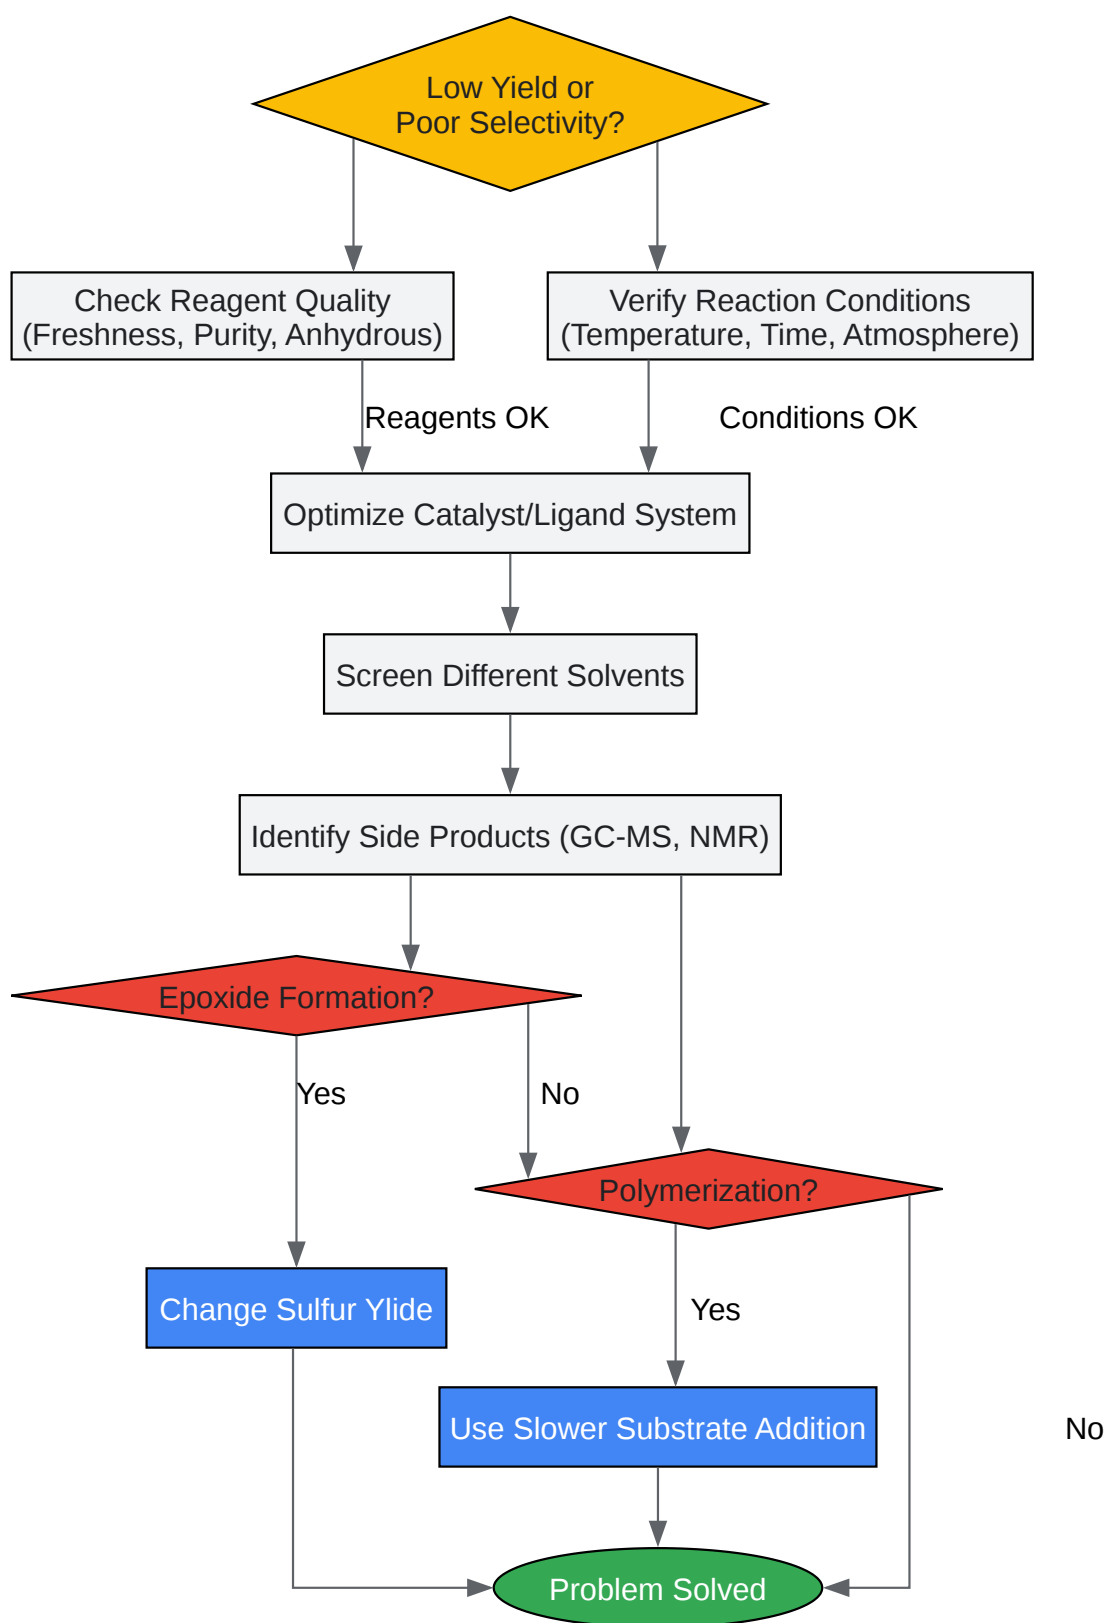 Low Yield or
Poor Selectivity?
Check Reagent Quality
(Freshness, Purity, Anhydrous)
Verify Reaction Conditions
(Temperature, Time, Atmosphere)
Reagents OK
Conditions OK
Optimize Catalyst/Ligand System
Screen Different Solvents
Identify Side Products (GC-MS, NMR)
Epoxide Formation?
Yes
No
Polymerization?
Change Sulfur Ylide
Yes
Use Slower Substrate Addition
No
Problem Solved